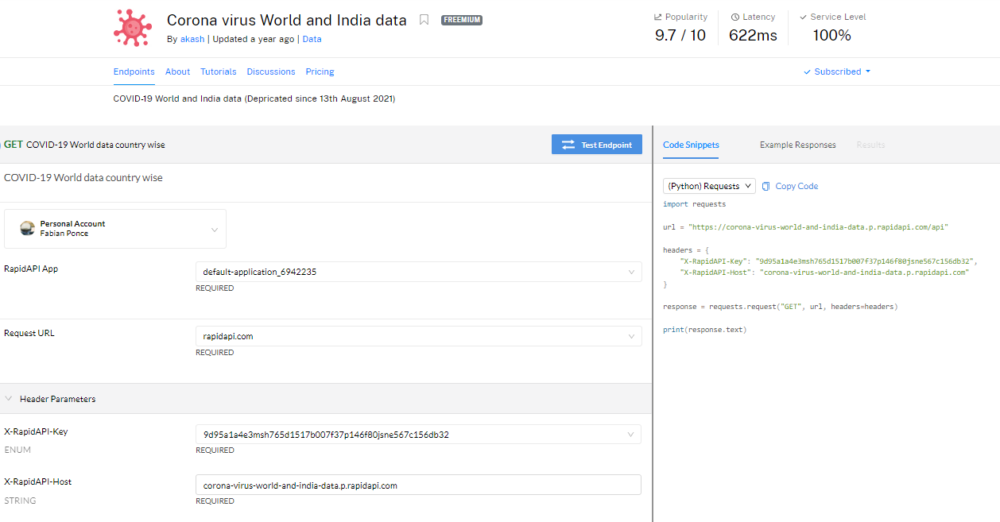 Corona virus World and India data FREEMIUM
By akash | Updated a year ago | Data
Popularity
9.7 / 10
Latency
622ms
Service Level
100%
Endpoints About Tutorials Discussions Pricing
Subscribed
COVID-19 World and India data (Depricated since 13th August 2021)
GET COVID-19 World data country wise
Test Endpoint
COVID-19 World data country wise
Personal Account
Fabian Ponce
RapidAPI App
default-application_6942235
REQUIRED
Request URL
rapidapi.com
REQUIRED
Header Parameters
X-RapidAPI-Key
ENUM
9d95a1a4e3msh765d1517b007f37p146f80jsne567c156db32
REQUIRED
X-RapidAPI-Host
STRING
corona-virus-world-and-india-data.p.rapidapi.com
REQUIRED
Code Snippets Example Responses Results
(Python) Requests Copy Code
import requests
url = "https://corona-virus-world-and-india-data.p.rapidapi.com/api"
headers = {
"X-RapidAPI-Key": "9d95a1a4e3msh765d1517b007f37p146f80jsne567c156db32",
"X-RapidAPI-Host": "corona-virus-world-and-india-data.p.rapidapi.com"
}
response = requests.request("GET", url, headers=headers)
print(response.text)